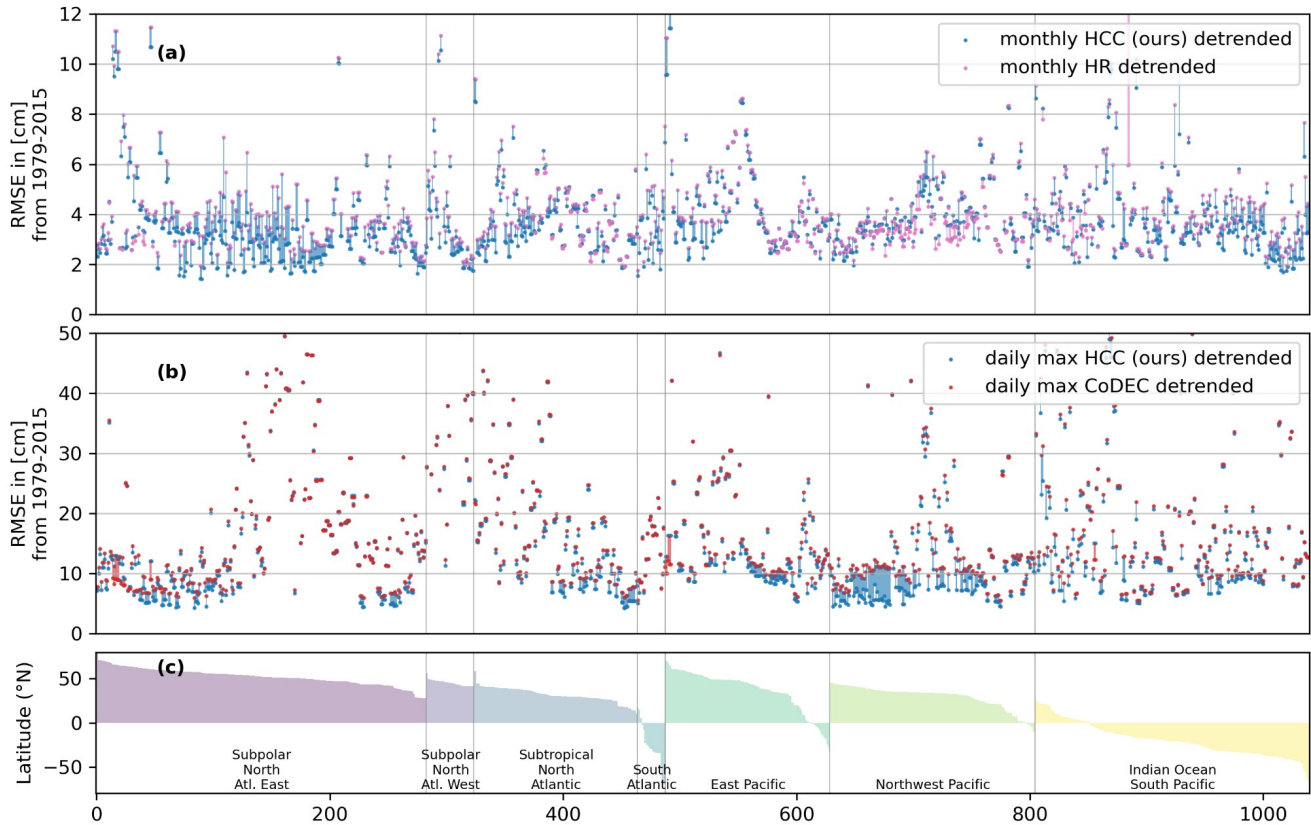 12
10
8
6
4
2
0
RMSE in [cm]
from 1979-2015
(a)
monthly HCC (ours) detrended
monthly HR detrended
50
40
30
20
10
0
RMSE in [cm]
from 1979-2015
(b)
daily max HCC (ours) detrended
daily max CoDEC detrended
50
0
−50
Latitude (°N)
(c)
Subpolar
North
Atl. East
Subpolar
North
Atl. West
Subtropical
North
Atlantic
South
Atlantic
East Pacific
Northwest Pacific
Indian Ocean
South Pacific
0 200 400 600 800 1000